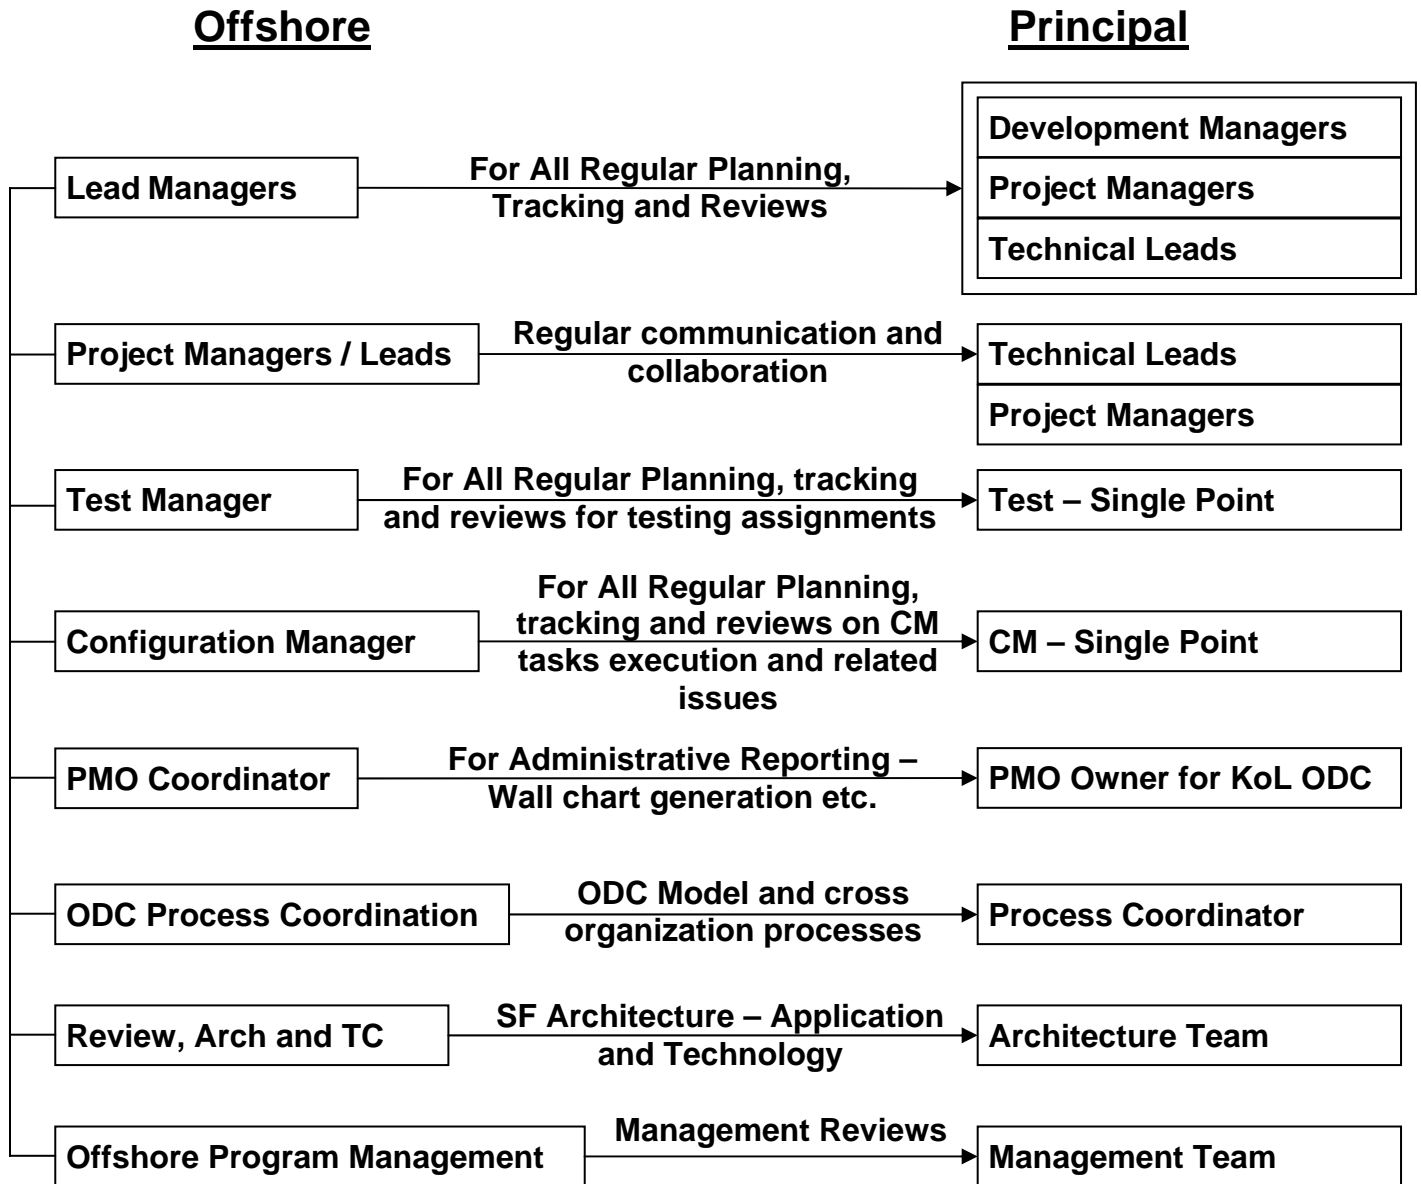 Offshore
Principal
Lead Managers
For All Regular Planning,
Tracking and Reviews
Development Managers
Project Managers
Technical Leads
Project Managers / Leads
Regular communication and
collaboration
Technical Leads
Project Managers
Test Manager
For All Regular Planning, tracking
and reviews for testing assignments
Test – Single Point
Configuration Manager
For All Regular Planning,
tracking and reviews on CM
tasks execution and related
issues
CM – Single Point
PMO Coordinator
For Administrative Reporting –
Wall chart generation etc.
PMO Owner for KoL ODC
ODC Process Coordination
ODC Model and cross
organization processes
Process Coordinator
Review, Arch and TC
SF Architecture – Application
and Technology
Architecture Team
Offshore Program Management
Management Reviews
Management Team